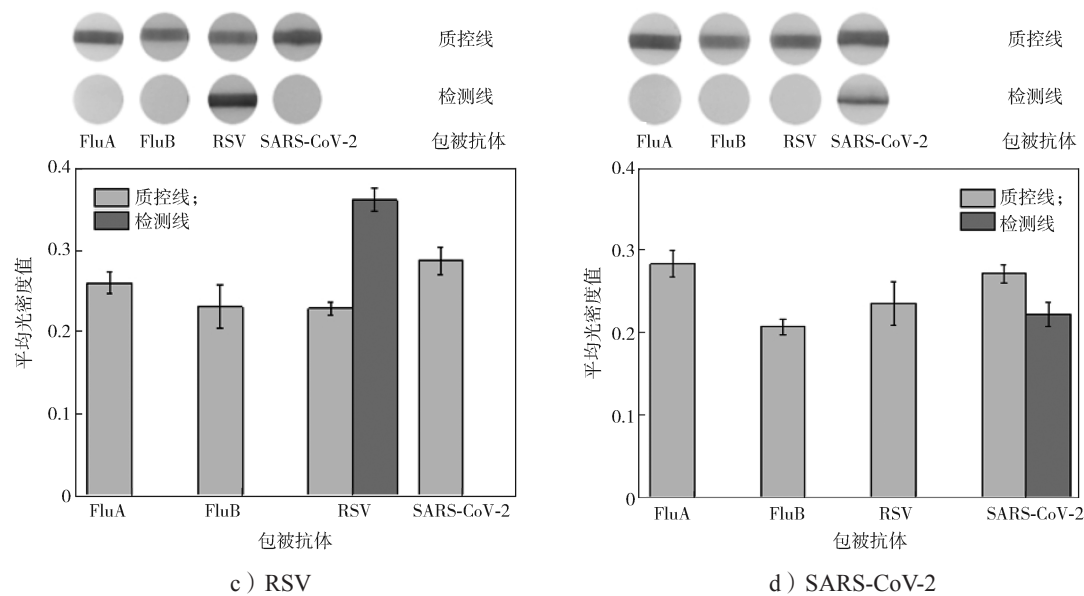 质控线
检测线
FluA FluB RSV SARS-CoV-2 包被抗体
0.4
0.3
0.2
0.1
0
平均光密度值
质控线;
检测线
FluA FluB RSV SARS-CoV-2
包被抗体
c）RSV
质控线
检测线
FluA FluB RSV SARS-CoV-2 包被抗体
0.4
0.3
0.2
0.1
0
平均光密度值
质控线;
检测线
FluA FluB RSV SARS-CoV-2
包被抗体
d）SARS-CoV-2